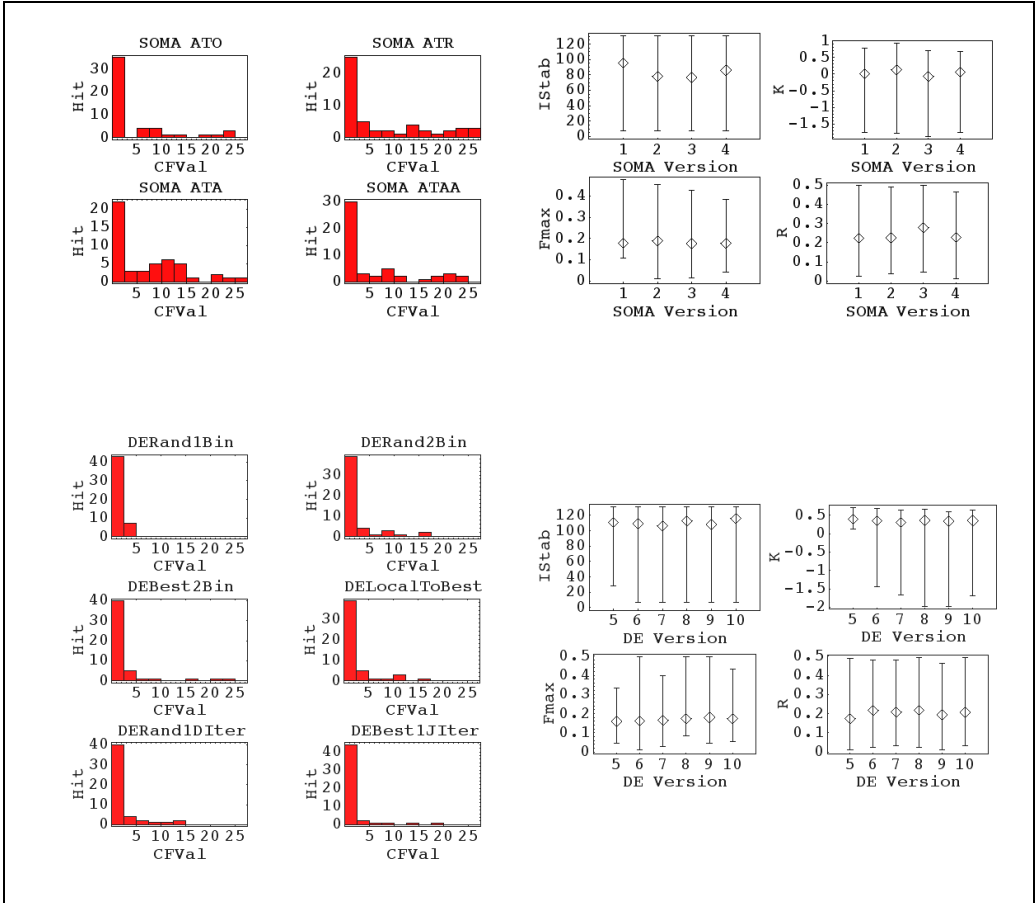 SOMA ATO
30
20
10
0
Hit
5 10 15 20 25
CFVal
SOMA ATR
20
10
0
Hit
5 10 15 20 25
CFVal
SOMA ATA
20
15
10
5
0
Hit
5 10 15 20 25
CFVal
SOMA ATAA
30
20
10
0
Hit
5 10 15 20 25
CFVal
120
100
80
60
40
20
0
IStab
1 2 3 4
SOMA Version
1
0.5
0
-0.5
-1
-1.5
K
1 2 3 4
SOMA Version
0.4
0.3
0.2
0.1
0
Fmax
1 2 3 4
SOMA Version
0.5
0.4
0.3
0.2
0.1
0
R
1 2 3 4
SOMA Version
DERand1Bin
40
30
20
10
0
Hit
5 10 15 20 25
CFVal
DERand2Bin
30
20
10
0
Hit
5 10 15 20 25
CFVal
DEBest2Bin
40
30
20
10
0
Hit
5 10 15 20 25
CFVal
DELocalToBest
30
20
10
0
Hit
5 10 15 20 25
CFVal
DERand1DIter
40
30
20
10
0
Hit
5 10 15 20 25
CFVal
DEBest1JIter
40
30
20
10
0
Hit
5 10 15 20 25
CFVal
120
100
80
60
40
20
0
IStab
5 6 7 8 9 10
DE Version
0.5
0
-0.5
-1
-1.5
-2
K
5 6 7 8 9 10
DE Version
0.5
0.4
0.3
0.2
0.1
0
Fmax
5 6 7 8 9 10
DE Version
0.5
0.4
0.3
0.2
0.1
0
R
5 6 7 8 9 10
DE Version